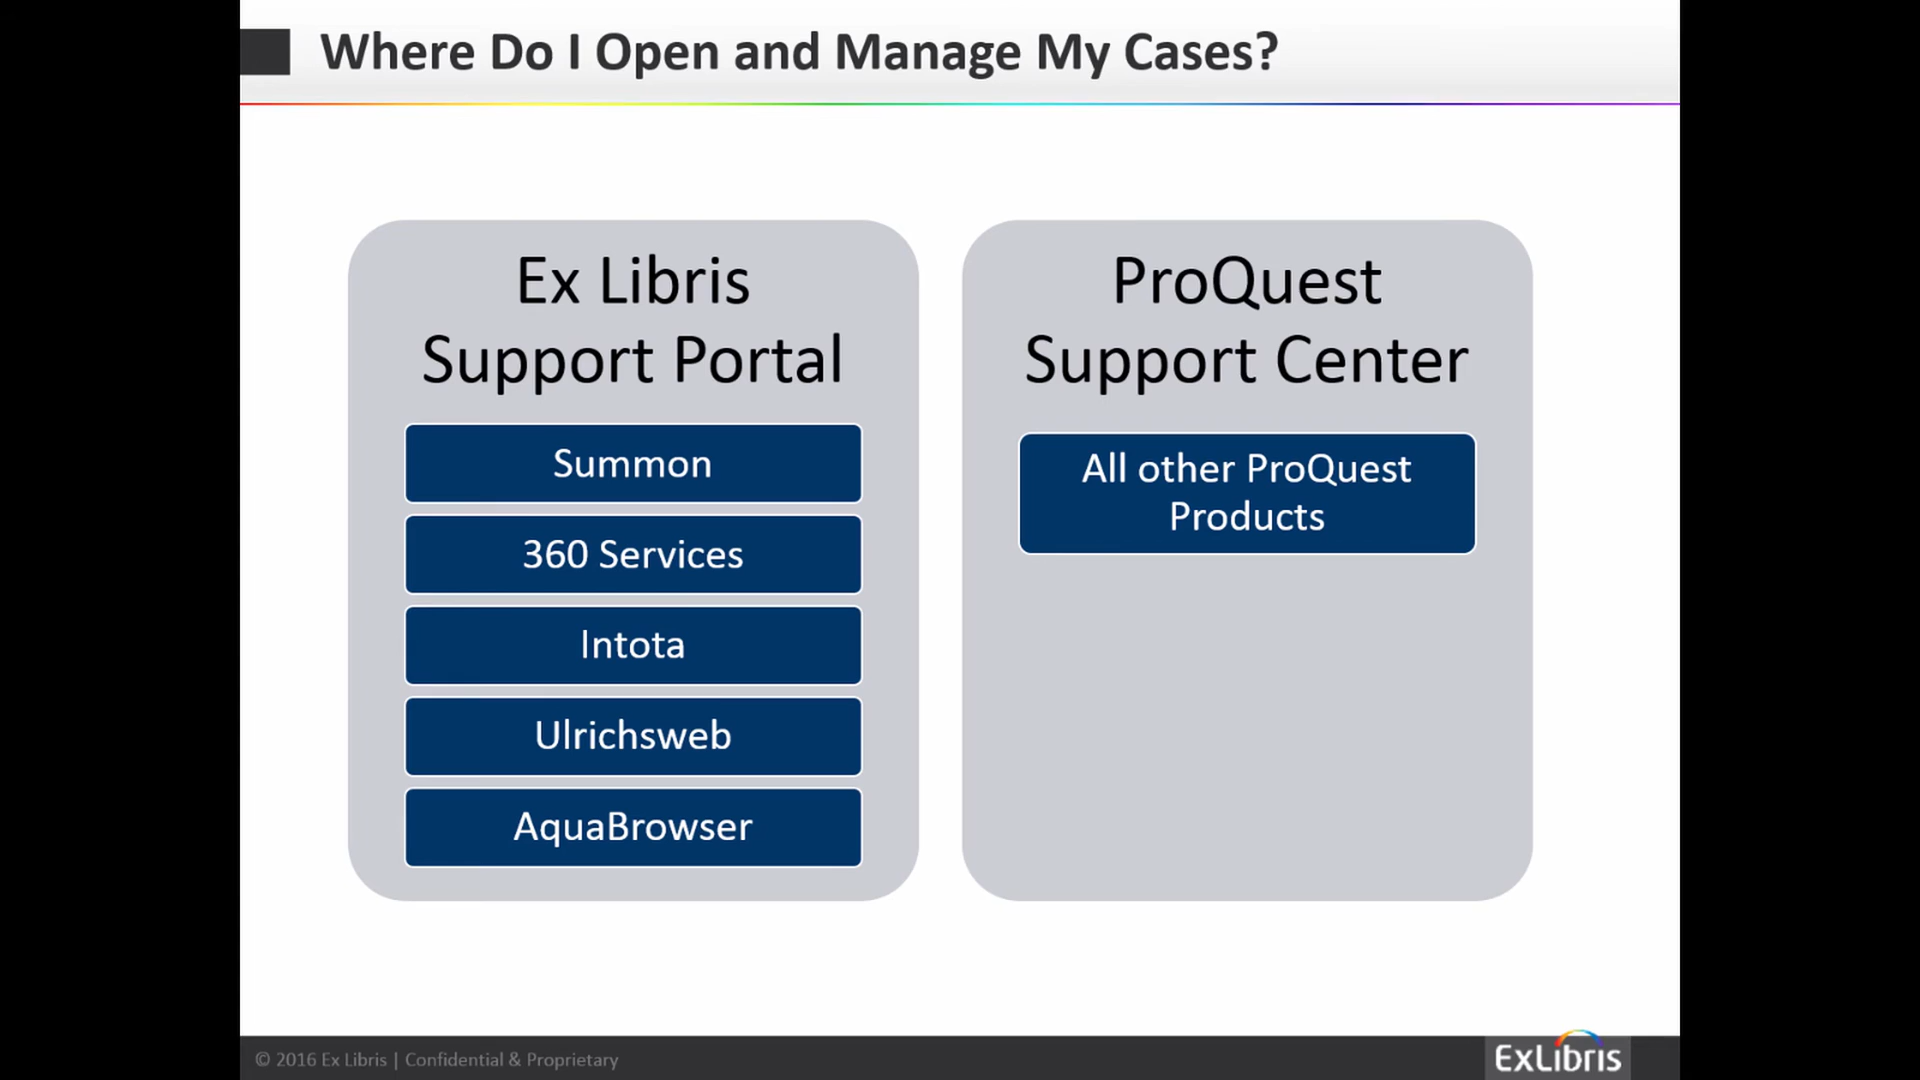 Where Do I Open and Manage My Cases?
Ex Libris
Support Portal
Summon
360 Services
Intota
Ulrichsweb
AquaBrowser
ProQuest
Support Center
All other ProQuest
Products
© 2016 Ex Libris | Confidential & Proprietary
ExLibris